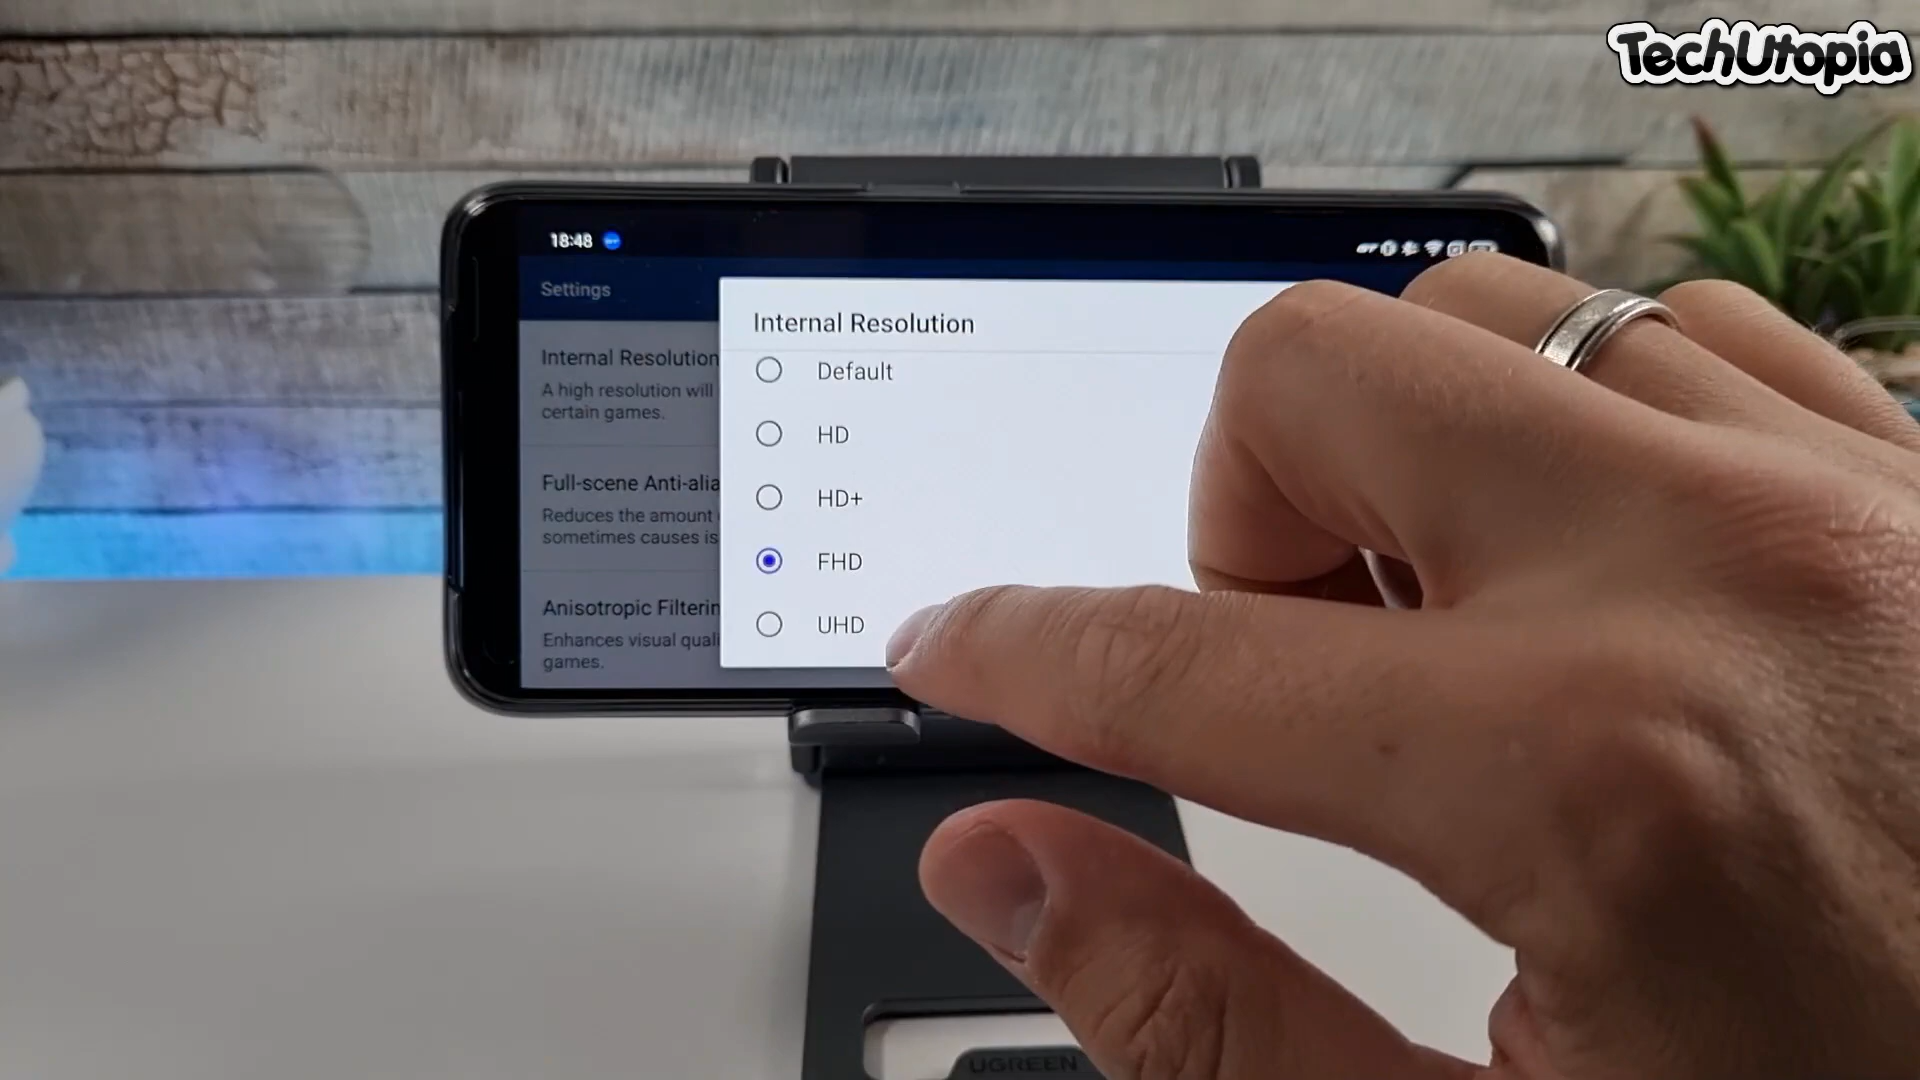 TechUtopia
18:48
Settings
Internal Resolution
A high resolution will
certain games.
Full-scene Anti-alia
Reduces the amount
sometimes causes is
Anisotropic Filterin
Enhances visual quali
games.
Internal Resolution
Default
HD
HD+
FHD
UHD
UGREEN